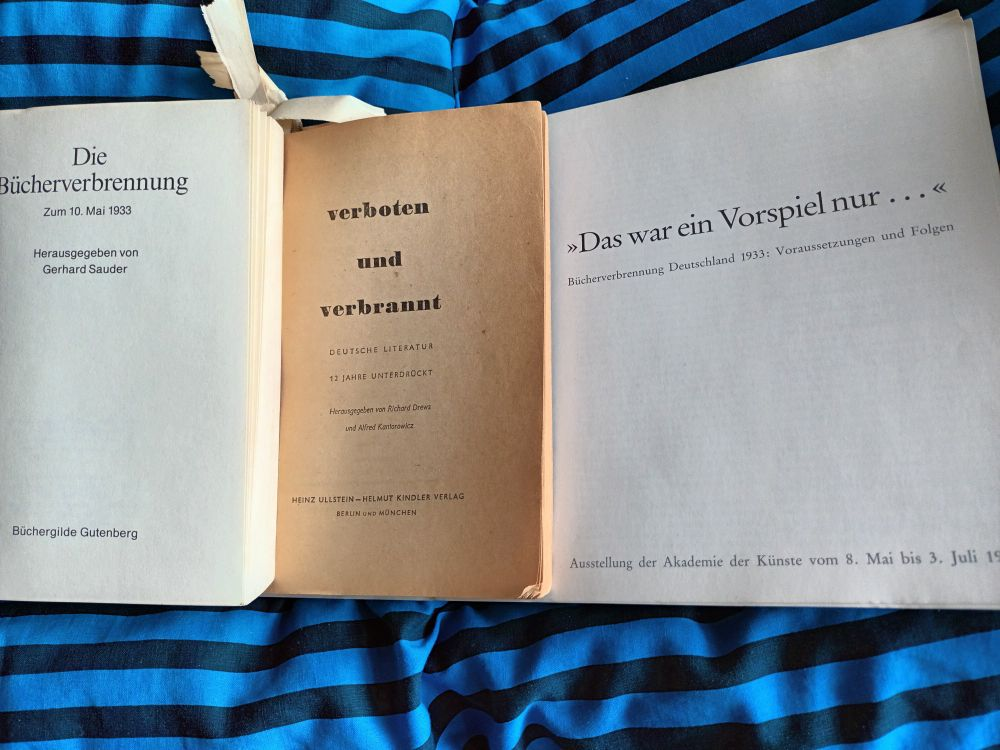 Die
Bücherverbrennung
Zum 10. Mai 1933
Herausgegeben von
Gerhard Sauder
Büchergilde Gutenberg
verboten
und
verbrannt
DEUTSCHE LITERATUR
12 JAHRE UNTERDRÜCKT
Herausgegeben von Richard Drews
und Alfred Kantorowicz
HEINZ ULLSTEIN – HELMUT KINDLER VERLAG
BERLIN UND MÜNCHEN
»Das war ein Vorspiel nur . . . «
Bücherverbrennung Deutschland 1933: Voraussetzungen und Folgen
Ausstellung der Akademie der Künste vom 8. Mai bis 3. Juli